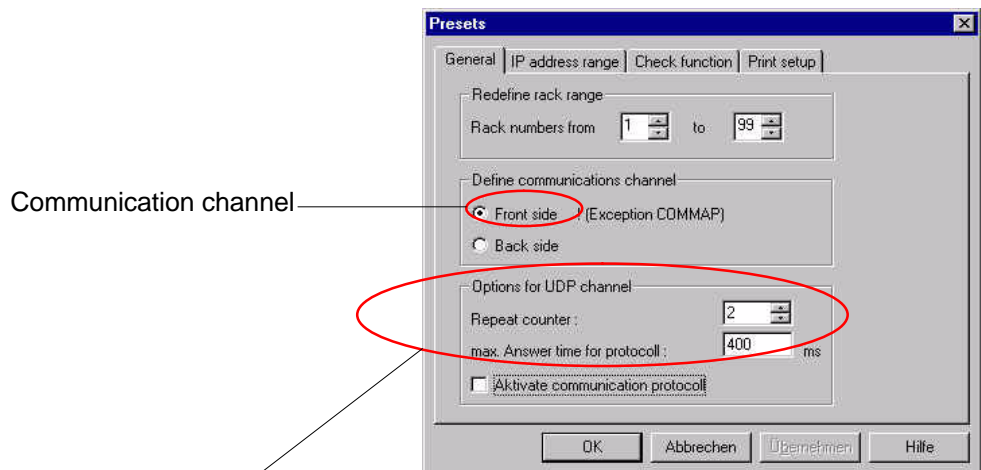 Presets
General IP address range Check function Print setup
Redefine rack range
Rack numbers from 1 to 99
Define communications channel
Communication channel
Front side ! (Exception COMMAP)
Back side
Options for UDP channel
Repeat counter : 2
max. Answer time for protocoll : 400 ms
Aktivate communication protocoll
OK Abbrechen Übernehmen Hilfe